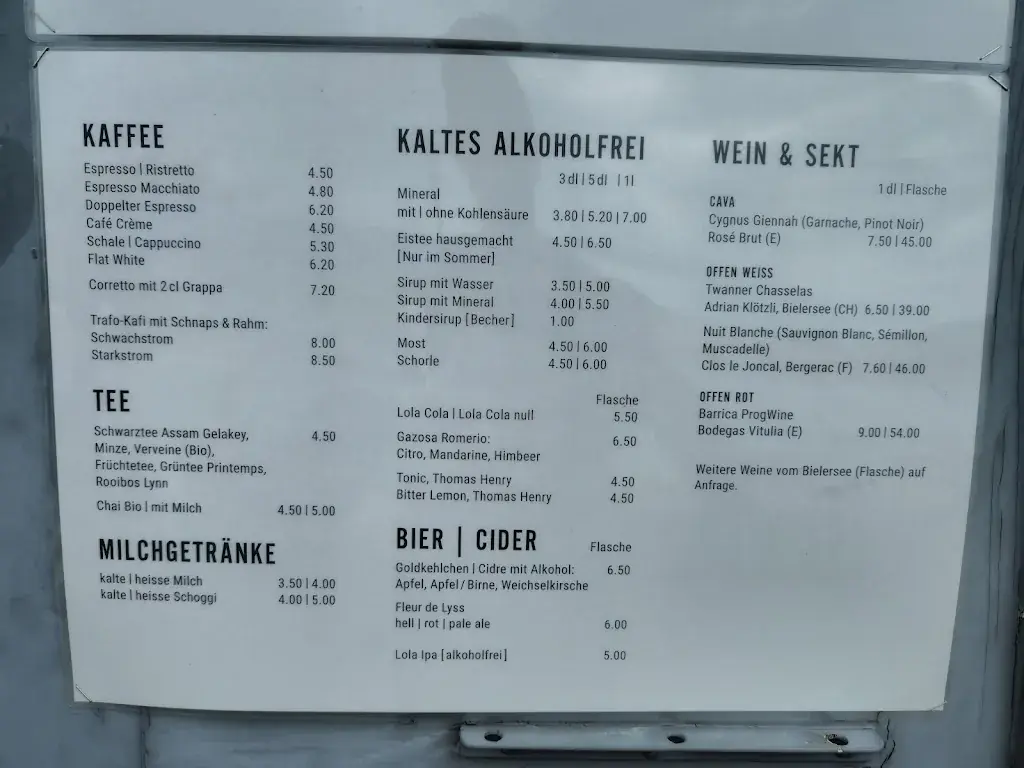 KAFFEE
Espresso | Ristretto 4.50
Espresso Macchiato 4.80
Doppelter Espresso 6.20
Café Crème 4.50
Schale | Cappuccino 5.30
Flat White 6.20
Corretto mit 2 cl Grappa 7.20
Trafo-Kafi mit Schnaps & Rahm:
Schwachstrom 8.00
Starkstrom 8.50
TEE
Schwarztee Assam Gelakey, 4.50
Minze, Verveine (Bio),
Früchtetee, Grüntee Printemps,
Rooibos Lynn
Chai Bio | mit Milch 4.50 | 5.00
MILCHGETRÄNKE
kalte | heisse Milch 3.50 | 4.00
kalte | heisse Schoggi 4.00 | 5.00
KALTES ALKOHOLFREI
3 dl | 5 dl | 1 l
Mineral
mit | ohne Kohlensäure 3.80 | 5.20 | 7.00
Eistee hausgemacht 4.50 | 6.50
[Nur im Sommer]
Sirup mit Wasser 3.50 | 5.00
Sirup mit Mineral 4.00 | 5.50
Kindersirup [Becher] 1.00
Most 4.50 | 6.00
Schorle 4.50 | 6.00
Flasche
Lola Cola | Lola Cola null 5.50
Gazosa Romerio: 6.50
Citro, Mandarine, Himbeer
Tonic, Thomas Henry 4.50
Bitter Lemon, Thomas Henry 4.50
BIER | CIDER Flasche
Goldkehlchen | Cidre mit Alkohol: 6.50
Apfel, Apfel / Birne, Weichselkirsche
Fleur de Lyss
hell | rot | pale ale 6.00
Lola Ipa [alkoholfrei] 5.00
WEIN & SEKT
1 dl | Flasche
CAVA
Cygnus Giennah (Garnache, Pinot Noir)
Rosé Brut (E) 7.50 | 45.00
OFFEN WEISS
Twanner Chasselas
Adrian Klötzli, Bielersee (CH) 6.50 | 39.00
Nuit Blanche (Sauvignon Blanc, Sémillon,
Muscadelle)
Clos le Joncal, Bergerac (F) 7.60 | 46.00
OFFEN ROT
Barrica ProgWine
Bodegas Vitulia (E) 9.00 | 54.00
Weitere Weine vom Bielersee (Flasche) auf
Anfrage.